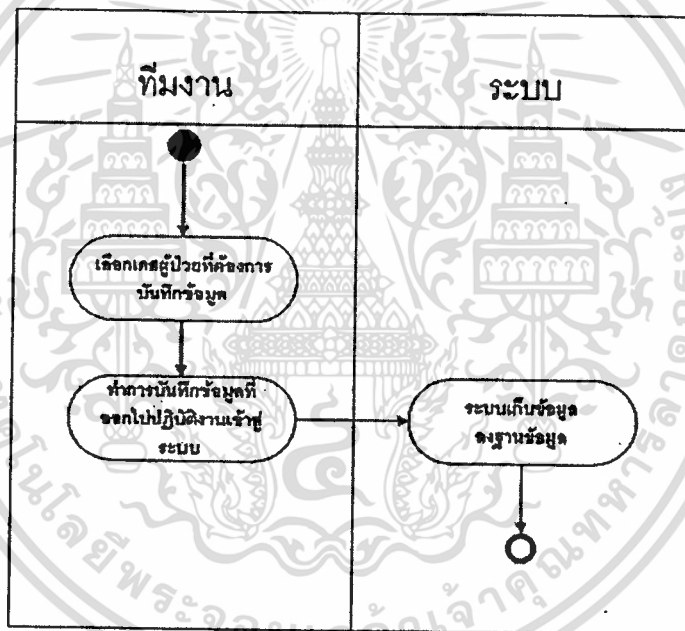 ทีมงาน
ระบบ
เลือกเคสผู้ป่วยที่ต้องการ
บันทึกข้อมูล
ทำการบันทึกข้อมูลที่
ออกไปปฏิบัติงานเข้าสู่
ระบบ
ระบบเก็บข้อมูล
ลงฐานข้อมูล